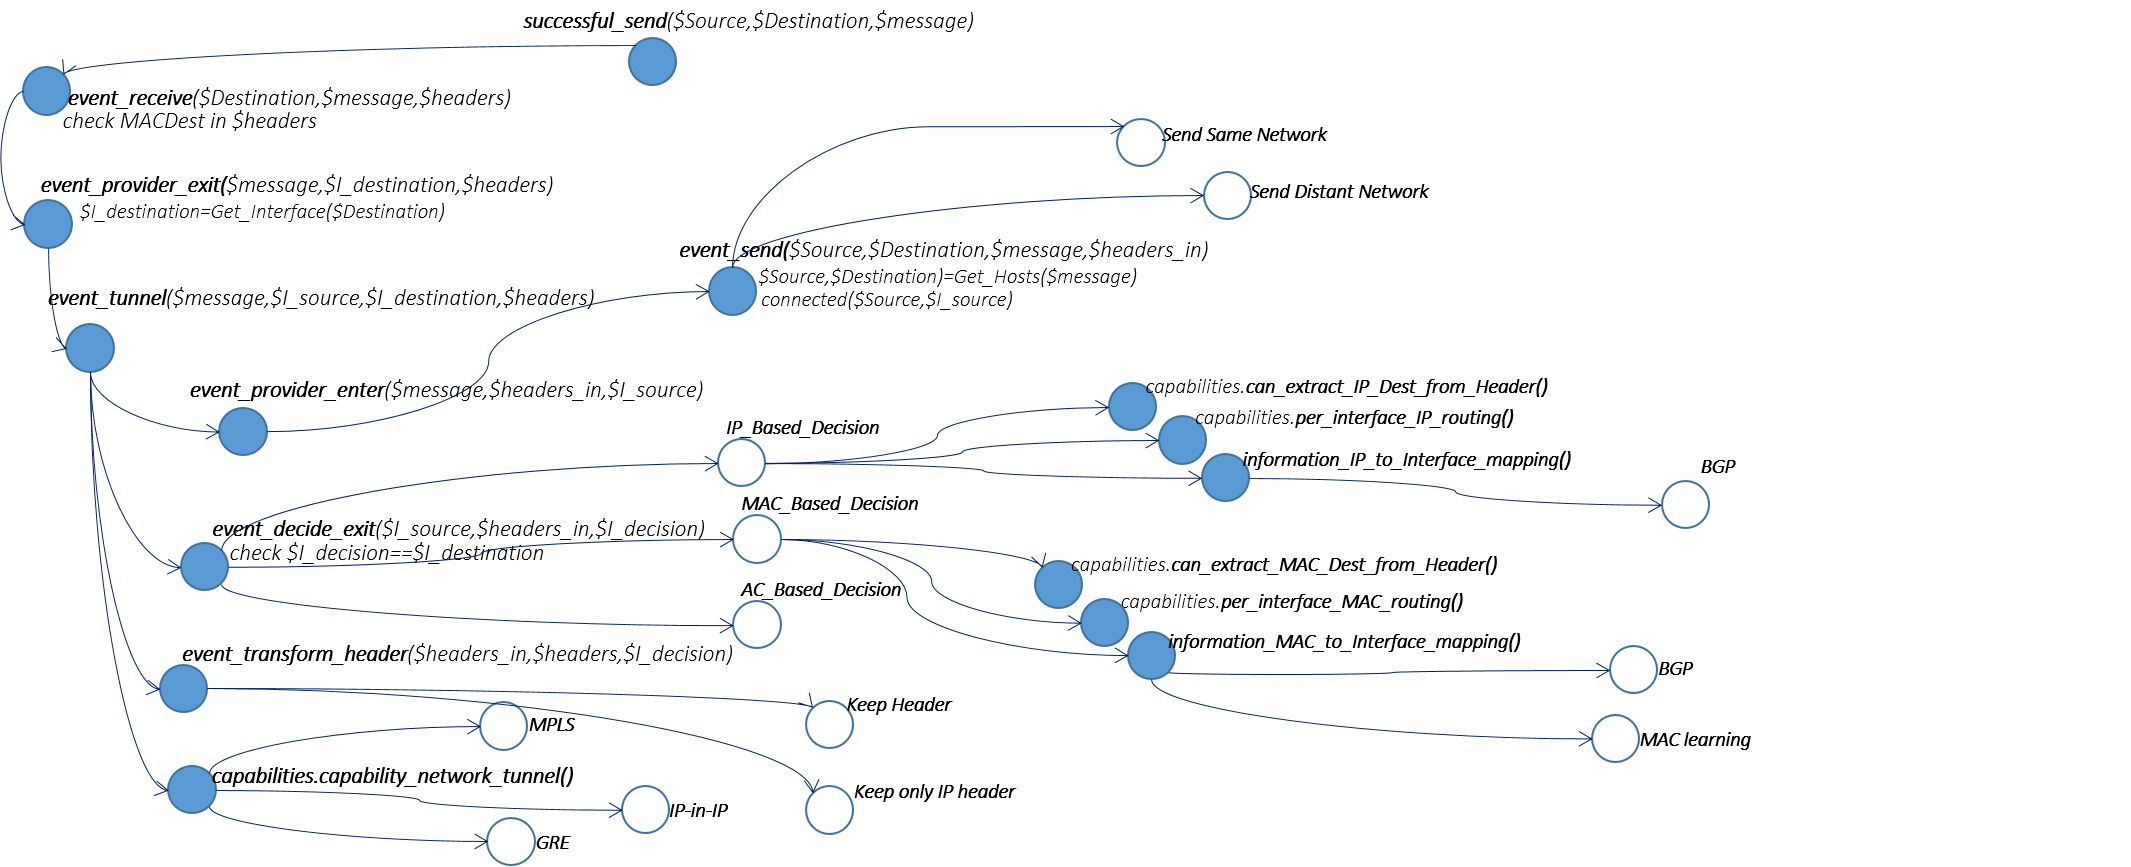 successful_send($Source,$Destination,$message)
event_receive($Destination,$message,$headers)
check MACDest in $headers
Send Same Network
event_provider_exit($message,$I_destination,$headers)
$I_destination=Get_Interface($Destination)
Send Distant Network
event_send($Source,$Destination,$message,$headers_in)
$Source,$Destination)=Get_Hosts($message)
connected($Source,$I_source)
event_tunnel($message,$I_source,$I_destination,$headers)
event_provider_enter($message,$headers_in,$I_source)
capabilities.can_extract_IP_Dest_from_Header()
capabilities.per_interface_IP_routing()
IP_Based_Decision
information_IP_to_Interface_mapping()
BGP
MAC_Based_Decision
event_decide_exit($I_source,$headers_in,$I_decision)
check $I_decision==$I_destination
capabilities.can_extract_MAC_Dest_from_Header()
AC_Based_Decision
capabilities.per_interface_MAC_routing()
information_MAC_to_Interface_mapping()
event_transform_header($headers_in,$headers,$I_decision)
BGP
Keep Header
MPLS
MAC learning
capabilities.capability_network_tunnel()
Keep only IP header
IP-in-IP
GRE